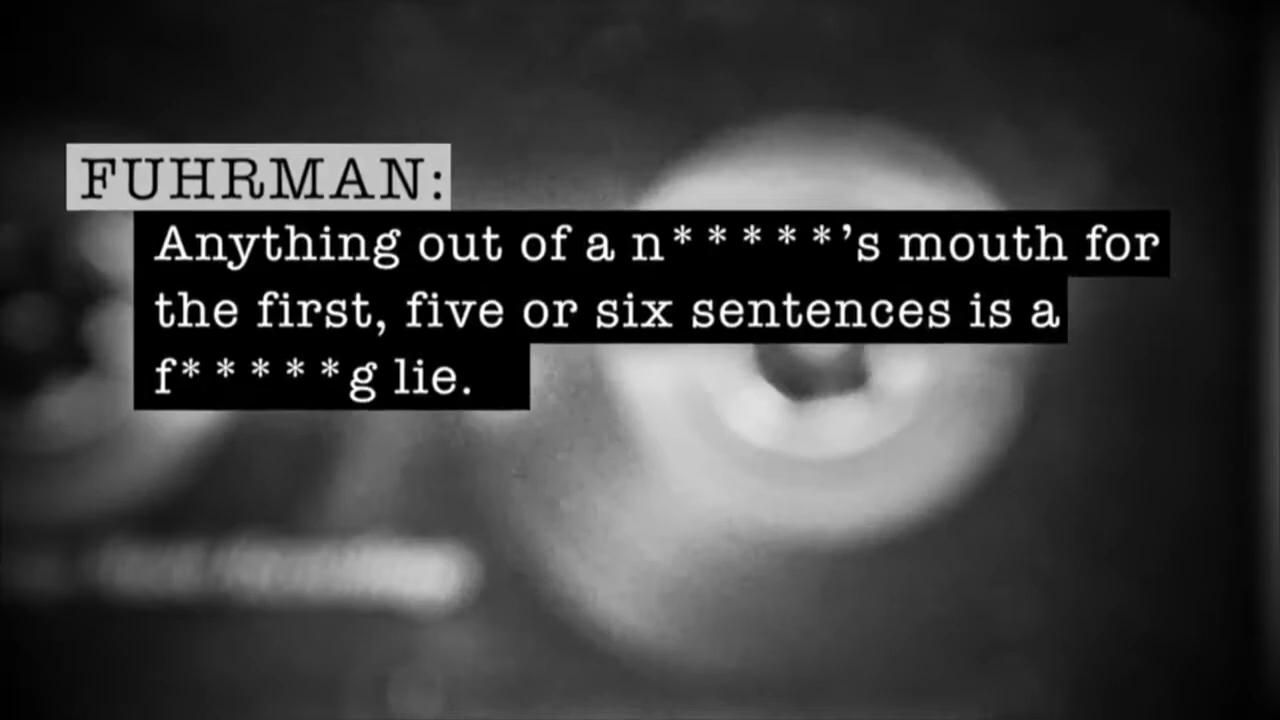 FUHRMAN:
Anything out of a n*****'s mouth for
the first, five or six sentences is a
f*****g lie.